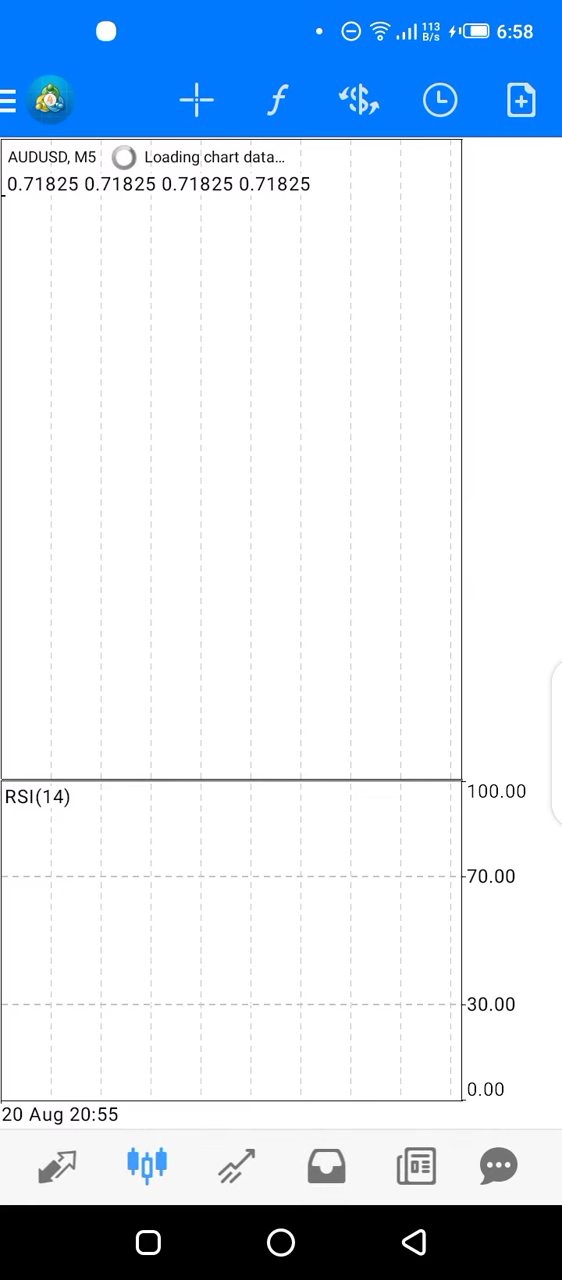 113 B/s 6:58
AUDUSD, M5 Loading chart data...
0.71825 0.71825 0.71825 0.71825
RSI(14)
100.00
70.00
30.00
0.00
20 Aug 20:55